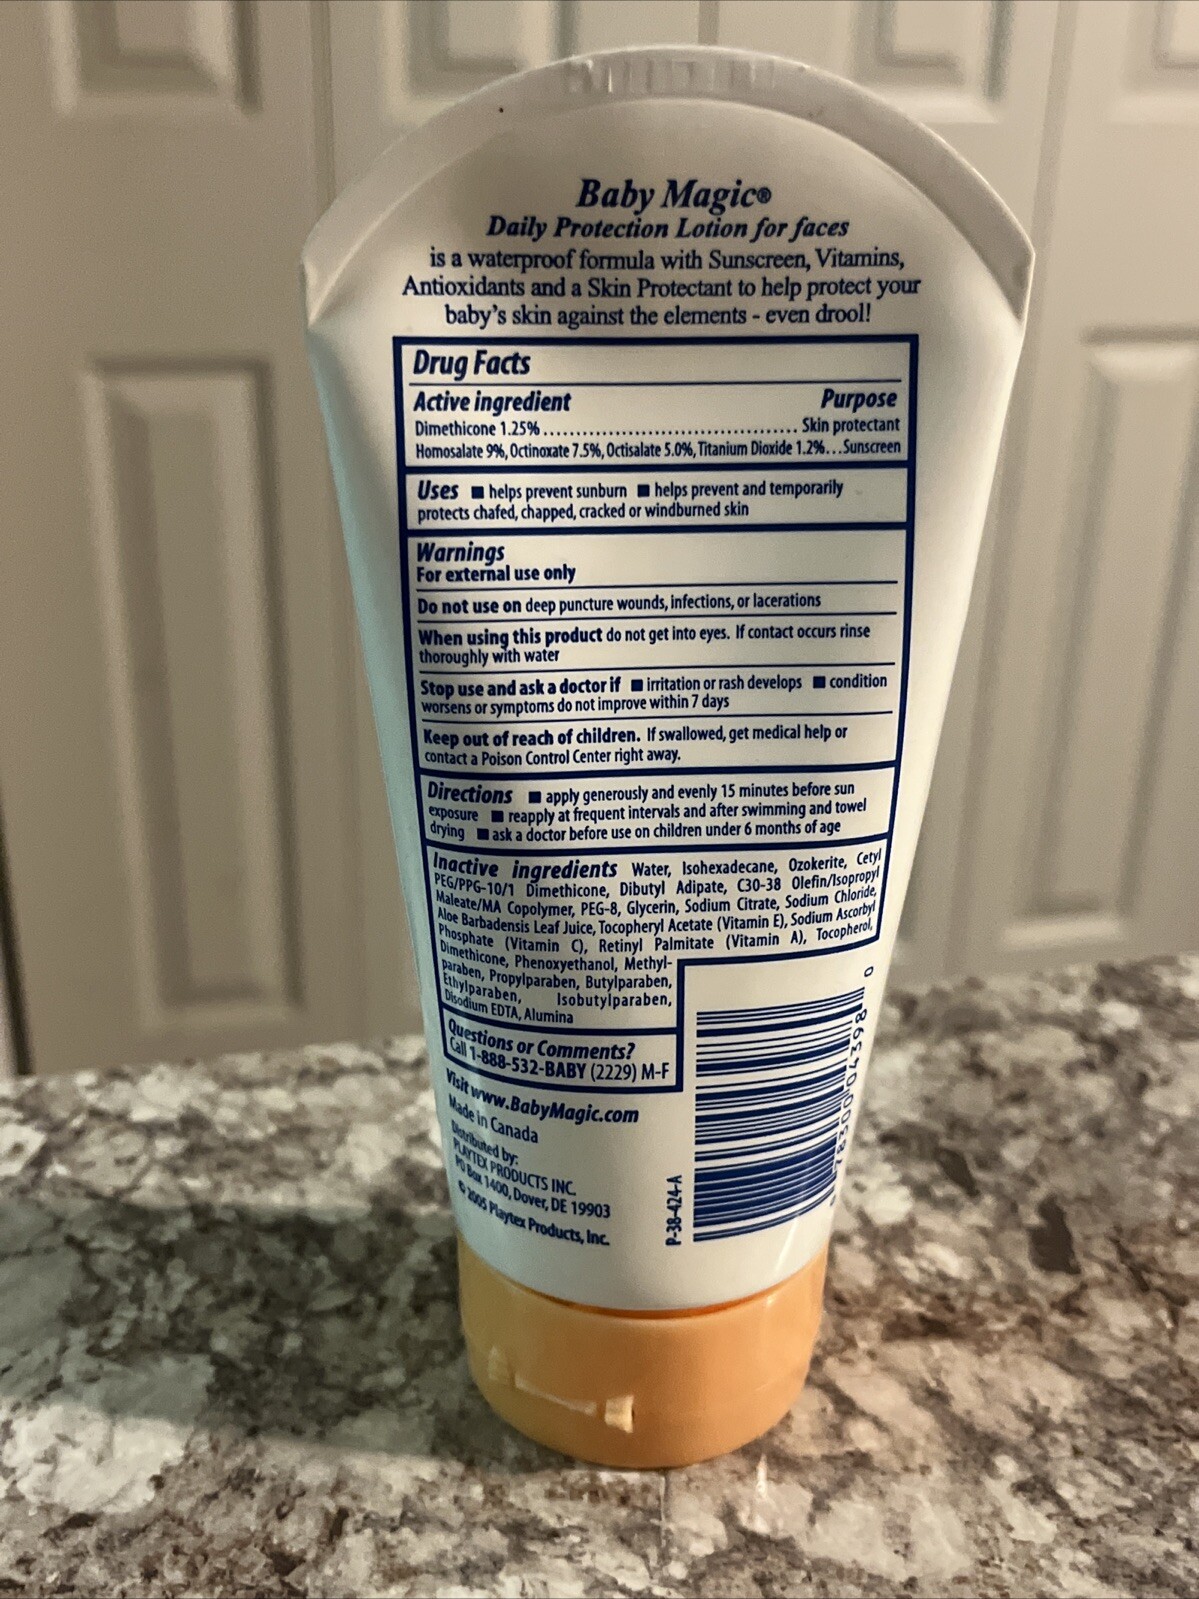 Baby Magic®
Daily Protection Lotion for faces
is a waterproof formula with Sunscreen, Vitamins,
Antioxidants and a Skin Protectant to help protect your
baby's skin against the elements - even drool!
Drug Facts
Active ingredient Purpose
Dimethicone 1.25%...................................... Skin protectant
Homosalate 9%, Octinoxate 7.5%, Octisalate 5.0%, Titanium Dioxide 1.2%...Sunscreen
Uses ■ helps prevent sunburn ■ helps prevent and temporarily
protects chafed, chapped, cracked or windburned skin
Warnings
For external use only
Do not use on deep puncture wounds, infections, or lacerations
When using this product do not get into eyes. If contact occurs rinse
thoroughly with water
Stop use and ask a doctor if ■ irritation or rash develops ■ condition
worsens or symptoms do not improve within 7 days
Keep out of reach of children. If swallowed, get medical help or
contact a Poison Control Center right away.
Directions ■ apply generously and evenly 15 minutes before sun
exposure ■ reapply at frequent intervals and after swimming and towel
drying ■ ask a doctor before use on children under 6 months of age
Inactive ingredients Water, Isohexadecane, Ozokerite, Cetyl
PEG/PPG-10/1 Dimethicone, Dibutyl Adipate, C30-38 Olefin/Isopropyl
Maleate/MA Copolymer, PEG-8, Glycerin, Sodium Citrate, Sodium Chloride,
Aloe Barbadensis Leaf Juice, Tocopheryl Acetate (Vitamin E), Sodium Ascorbyl
Phosphate (Vitamin C), Retinyl Palmitate (Vitamin A), Tocopherol,
Dimethicone, Phenoxyethanol, Methyl-
paraben, Propylparaben, Butylparaben,
Ethylparaben, Isobutylparaben,
Disodium EDTA, Alumina
Questions or Comments?
Call 1-888-532-BABY (2229) M-F
Visit www.BabyMagic.com
Made in Canada
Distributed by:
PLAYTEX PRODUCTS INC.
PO Box 1400, Dover, DE 19903
© 2005 Playtex Products, Inc.
P-38-424-A
0 78300 04398 0